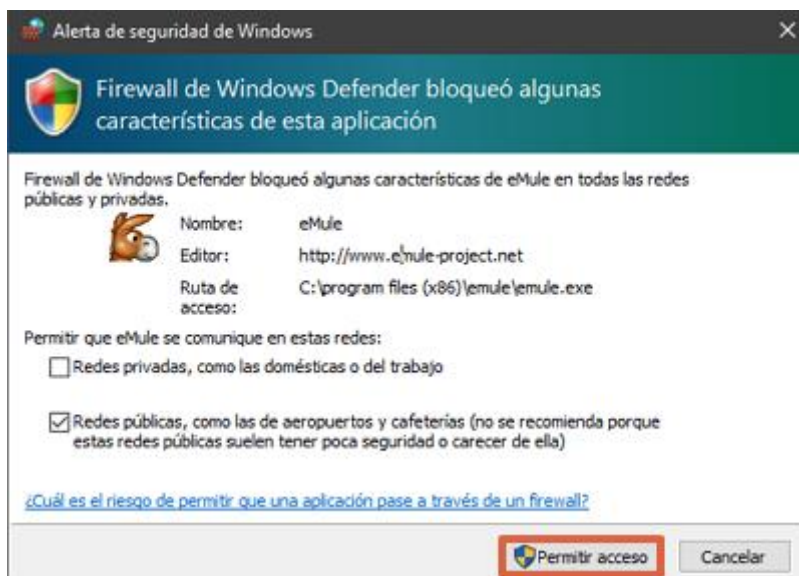 Alerta de seguridad de Windows
Firewall de Windows Defender bloqueó algunas
características de esta aplicación
Firewall de Windows Defender bloqueó algunas características de eMule en todas las redes
públicas y privadas.
Nombre: eMule
Editor: http://www.emule-project.net
Ruta de C:\program files (x86)\emule\emule.exe
acceso:
Permitir que eMule se comunique en estas redes:
Redes privadas, como las domésticas o del trabajo
Redes públicas, como las de aeropuertos y cafeterías (no se recomienda porque
estas redes públicas suelen tener poca seguridad o carecer de ella)
¿Cuál es el riesgo de permitir que una aplicación pase a través de un firewall?
Permitir acceso Cancelar